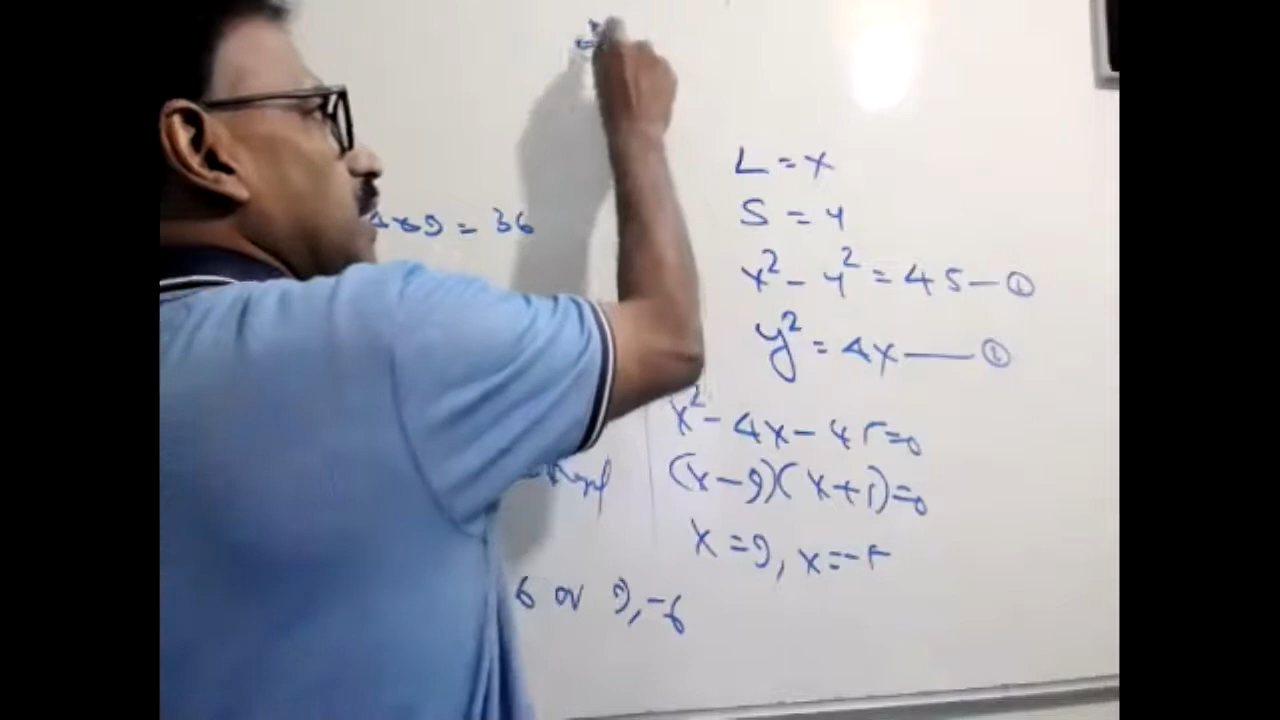 4x9 = 36
6 or 9, -6
L = x
S = y
x² - y² = 45 — ①
y² = 4x — ②
x² - 4x - 45 = 0
(x - 9)(x + 5) = 0
x = 9, x = -5